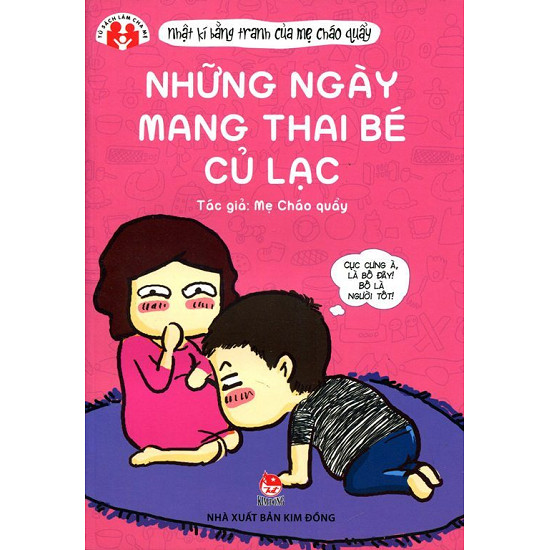 TỦ SÁCH LÀM CHA MẸ
nhật kí bằng tranh của mẹ cháo quẩy
NHỮNG NGÀY
MANG THAI BÉ
CỦ LẠC
Tác giả: Mẹ Cháo quẩy
CỤC CƯNG À,
LÀ BỐ ĐÂY!
BỐ LÀ
NGƯỜI TỐT!
KIM ĐỒNG
NHÀ XUẤT BẢN KIM ĐỒNG